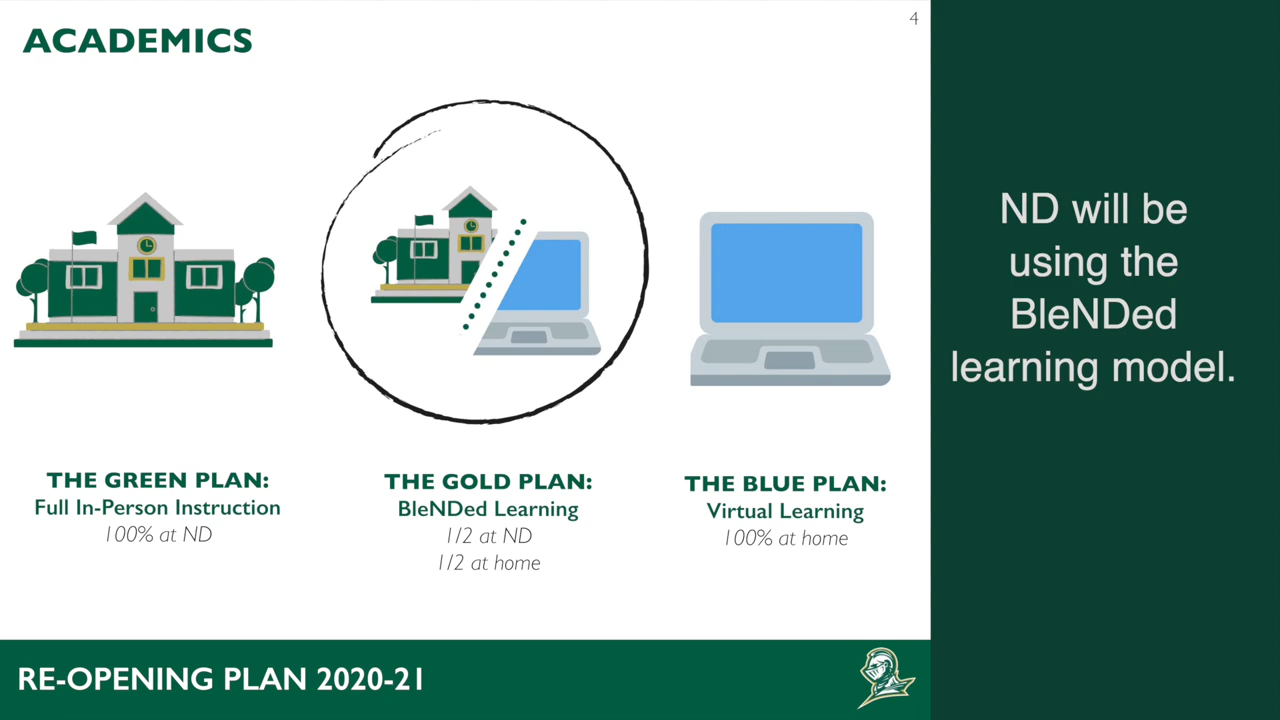 4
ACADEMICS
THE GREEN PLAN:
Full In-Person Instruction
100% at ND
THE GOLD PLAN:
BleNDed Learning
1/2 at ND
1/2 at home
THE BLUE PLAN:
Virtual Learning
100% at home
RE-OPENING PLAN 2020-21
ND will be
using the
BleNDed
learning model.